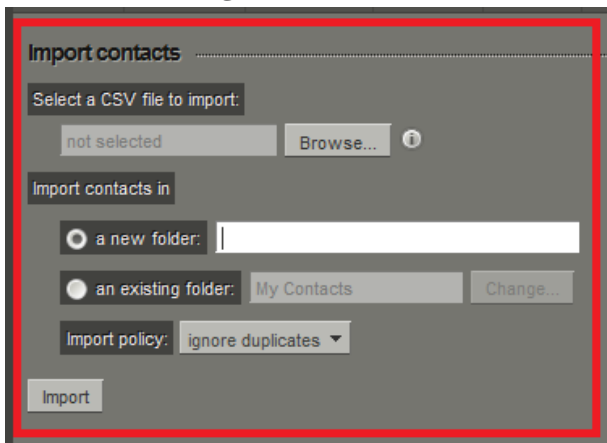 Import contacts
Select a CSV file to import:
not selected Browse...
Import contacts in
a new folder:
an existing folder: My Contacts Change...
Import policy: ignore duplicates
Import